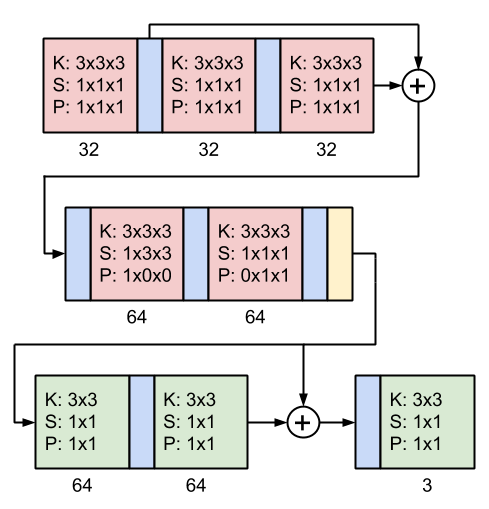 K: 3x3x3
S: 1x1x1
P: 1x1x1
K: 3x3x3
S: 1x1x1
P: 1x1x1
K: 3x3x3
S: 1x1x1
P: 1x1x1
+
32
32
32
K: 3x3x3
S: 1x3x3
P: 1x0x0
K: 3x3x3
S: 1x1x1
P: 0x1x1
64
64
K: 3x3
S: 1x1
P: 1x1
K: 3x3
S: 1x1
P: 1x1
+
K: 3x3
S: 1x1
P: 1x1
64
64
3